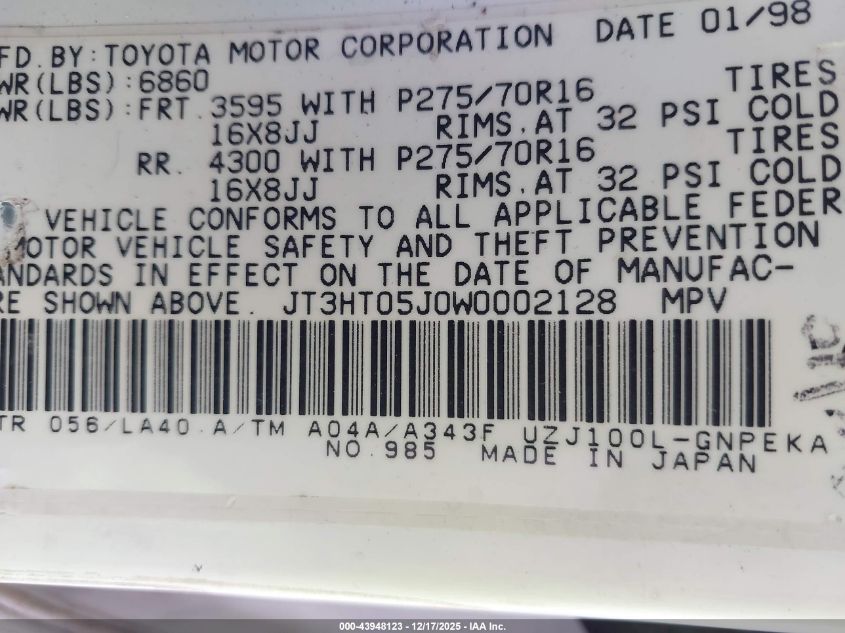 FD. BY: TOYOTA MOTOR CORPORATION DATE 01/98
WR(LBS): 6860
WR(LBS): FRT. 3595 WITH P275/70R16 TIRES
16X8JJ RIMS. AT 32 PSI COLD
RR. 4300 WITH P275/70R16 TIRES
16X8JJ RIMS. AT 32 PSI COLD
VEHICLE CONFORMS TO ALL APPLICABLE FEDER
MOTOR VEHICLE SAFETY AND THEFT PREVENTION
ANDARDS IN EFFECT ON THE DATE OF MANUFAC-
RE SHOWN ABOVE. JT3HT05J0W0002128 MPV
TR 056/LA40 A/TM A04A/A343F UZJ100L-GNPEKA
NO.985 MADE IN JAPAN
000-43948123 - 12/17/2025 - IAA Inc.